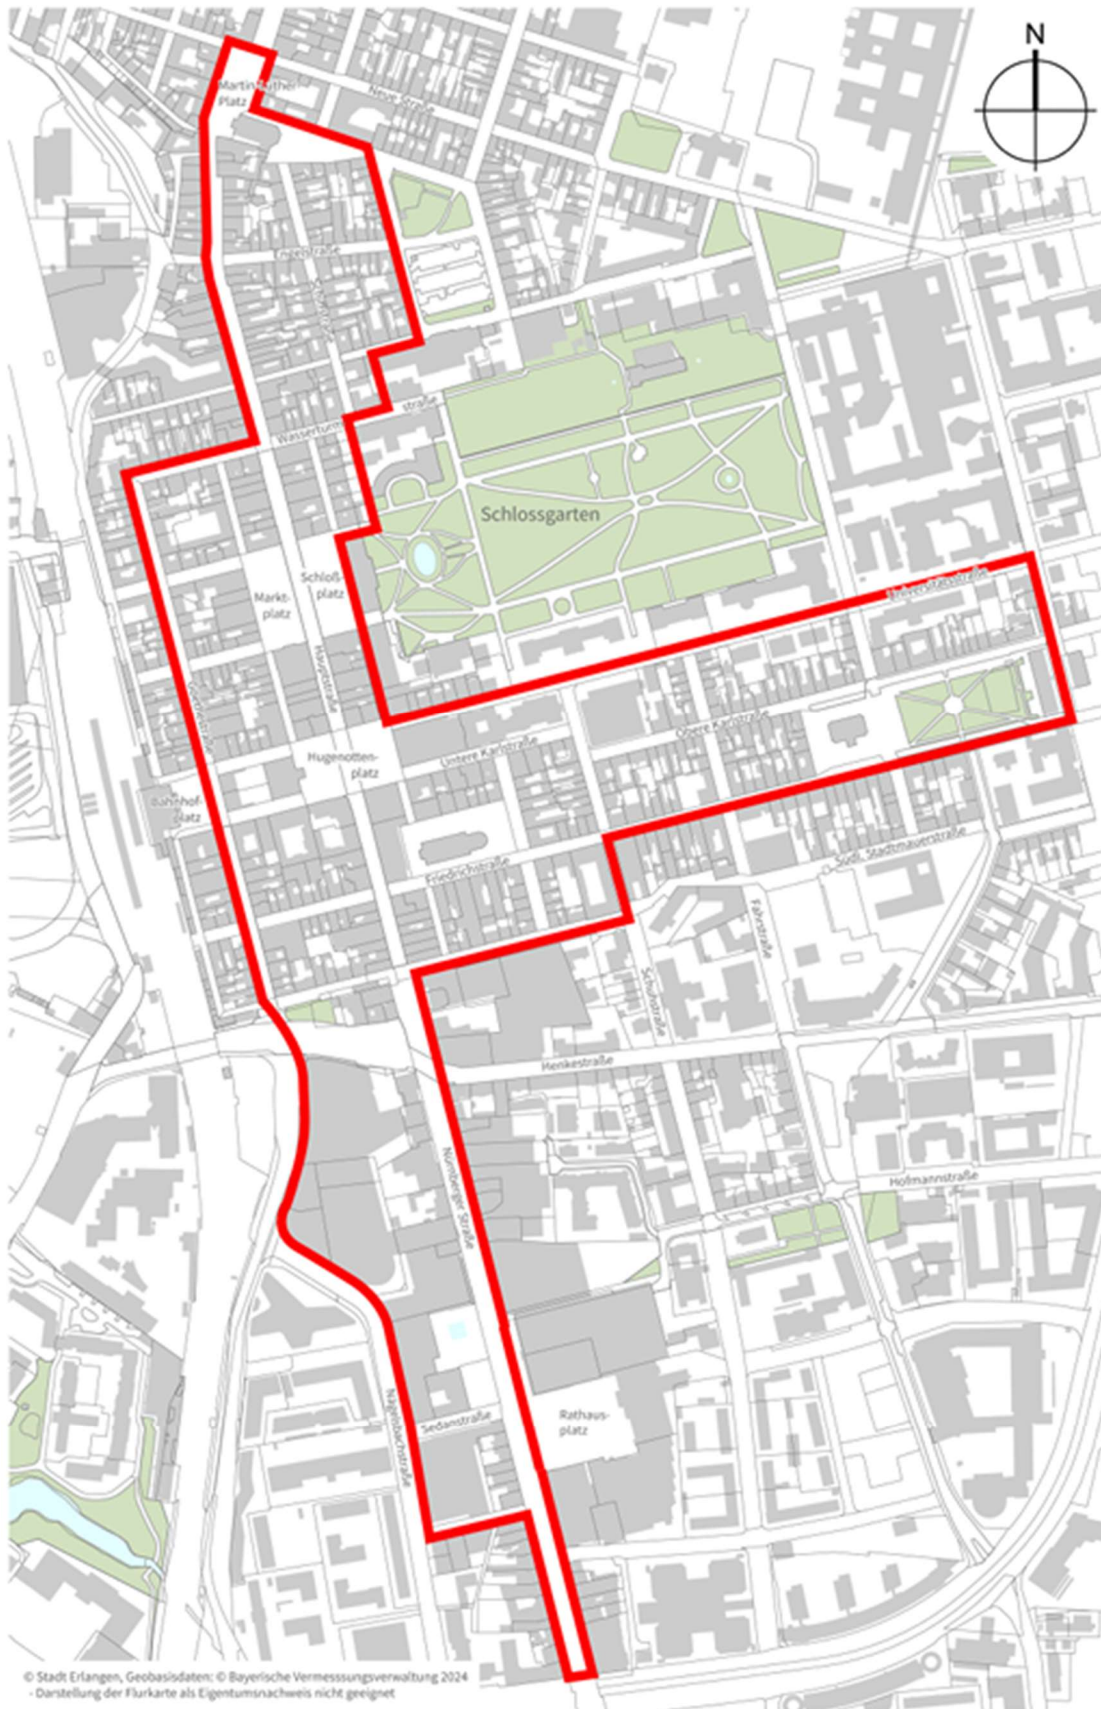 N
Martin-Luther-
Platz
Neue Straße
Engelstraße
Wasserturm-
straße
Schlossgarten
Schloß-
platz
Markt-
platz
Universitätsstraße
Hauptstraße
Goethestraße
Obere Karlstraße
Untere Karlstraße
Hugenotten-
platz
Bahnhof-
platz
Friedrichstraße
Südl. Stadtmauerstraße
Fahrstraße
Schuhstraße
Henkestraße
Nürnberger Straße
Hofmannstraße
Rathaus-
platz
Sedanstraße
Nägelsbachstraße
© Stadt Erlangen, Geobasisdaten: © Bayerische Vermesssungsverwaltung 2024
- Darstellung der Flurkarte als Eigentumsnachweis nicht geeignet